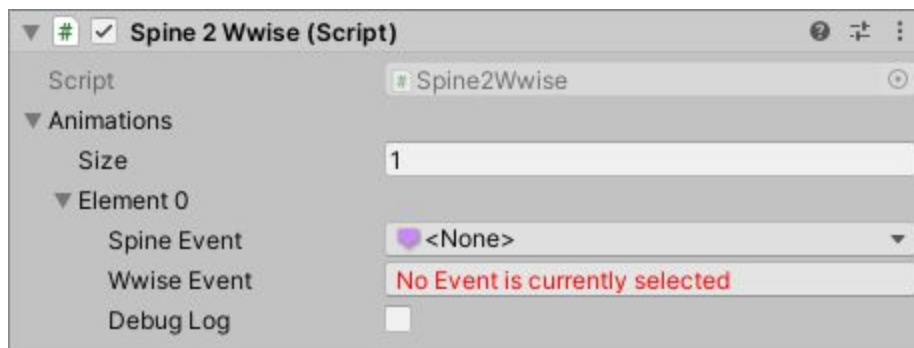 Spine 2 Wwise (Script)
Script Spine2Wwise
Animations
Size 1
Element 0
Spine Event <None>
Wwise Event No Event is currently selected
Debug Log